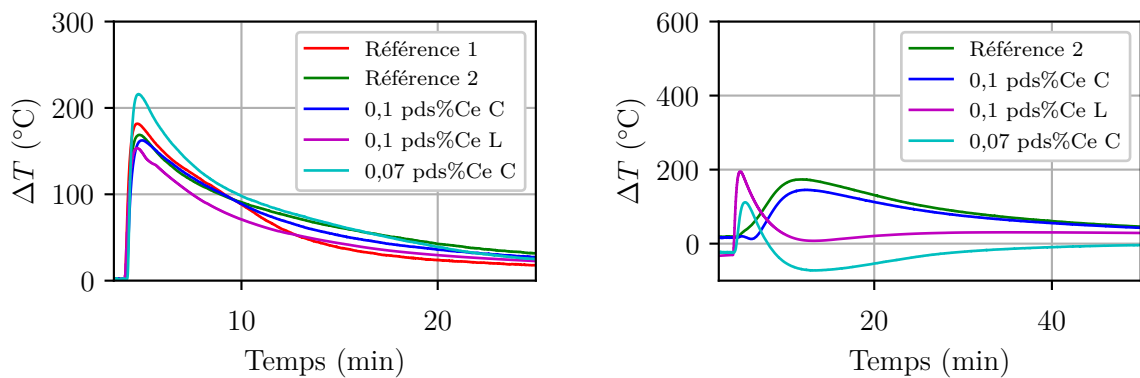 300
200
100
0
ΔT (°C)
10
20
Temps (min)
Référence 1
Référence 2
0,1 pds%Ce C
0,1 pds%Ce L
0,07 pds%Ce C
600
400
200
0
ΔT (°C)
20
40
Temps (min)
Référence 2
0,1 pds%Ce C
0,1 pds%Ce L
0,07 pds%Ce C